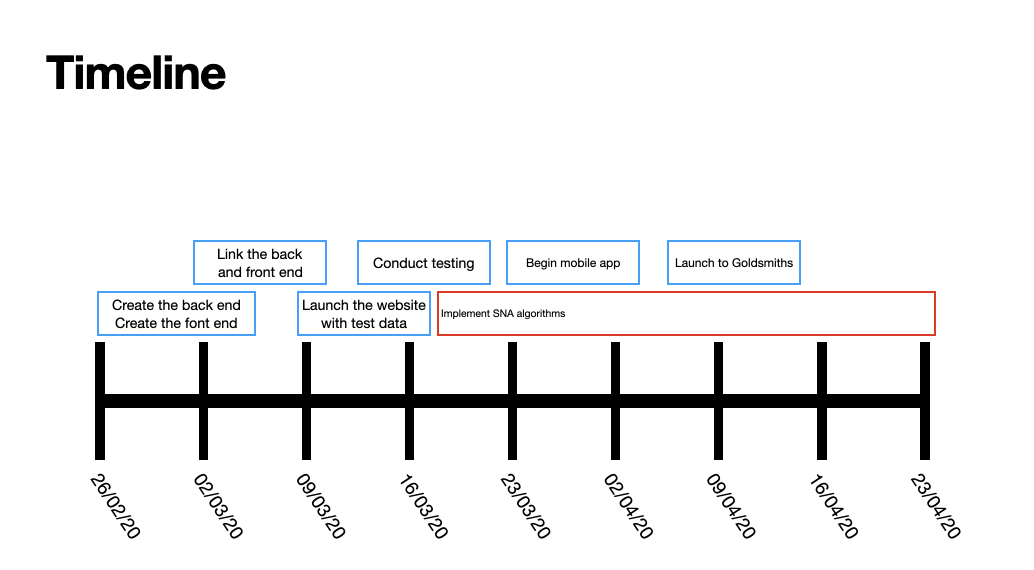 Timeline
Link the back
and front end
Conduct testing
Begin mobile app
Launch to Goldsmiths
Create the back end
Create the font end
Launch the website
with test data
Implement SNA algorithms
26/02/20
02/03/20
09/03/20
16/03/20
23/03/20
02/04/20
09/04/20
16/04/20
23/04/20